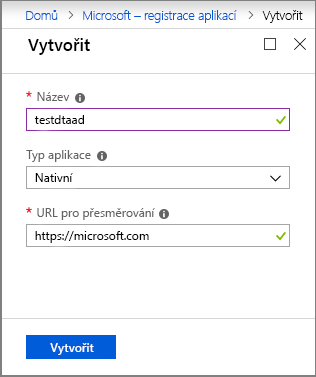 Domů > Microsoft – registrace aplikací > Vytvořit
Vytvořit
* Název
testdtaad
Typ aplikace
Nativní
* URL pro přesměrování
https://microsoft.com
Vytvořit